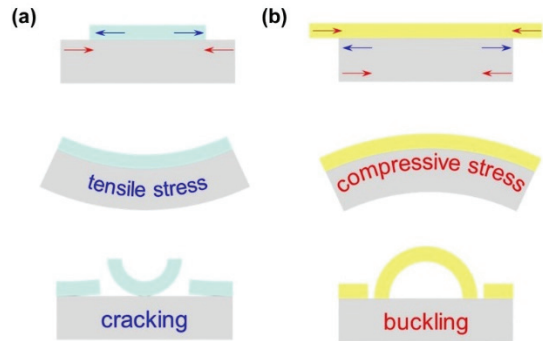 (a)
(b)
tensile stress
compressive stress
cracking
buckling